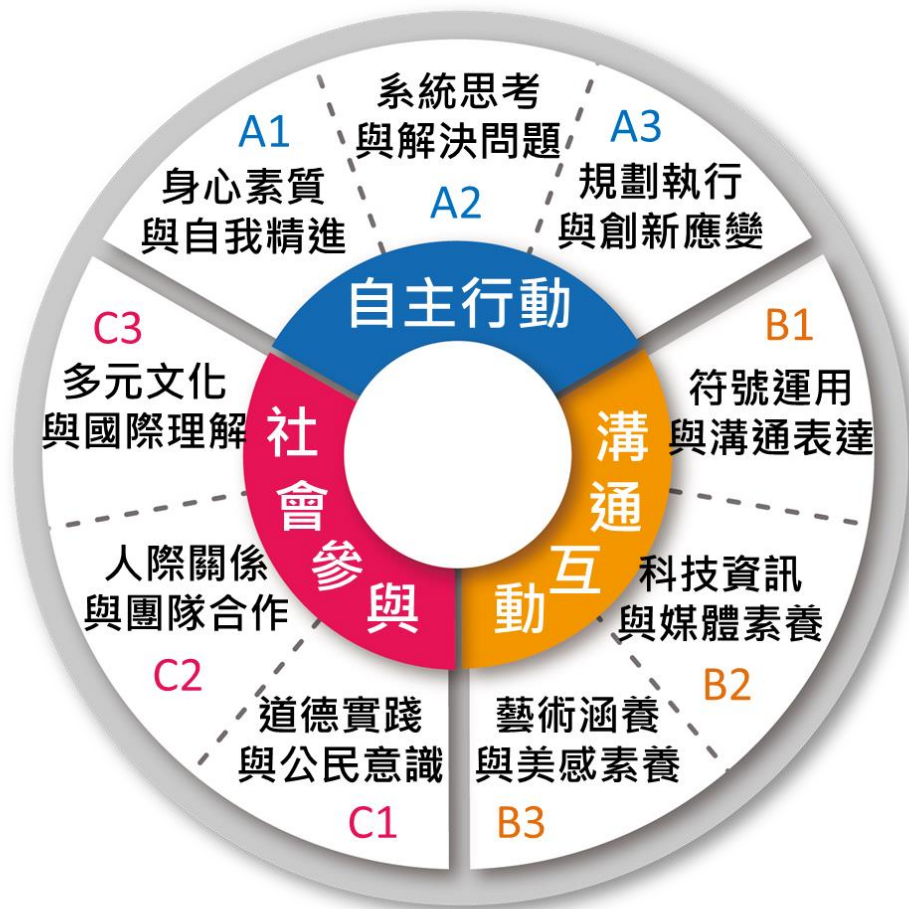 A1
身心素質
與自我精進
系統思考
與解決問題
A2
A3
規劃執行
與創新應變
自主行動
B1
符號運用
與溝通表達
科技資訊
與媒體素養
B2
藝術涵養
與美感素養
B3
溝通互動
道德實踐
與公民意識
C1
人際關係
與團隊合作
C2
C3
多元文化
與國際理解
社會參與